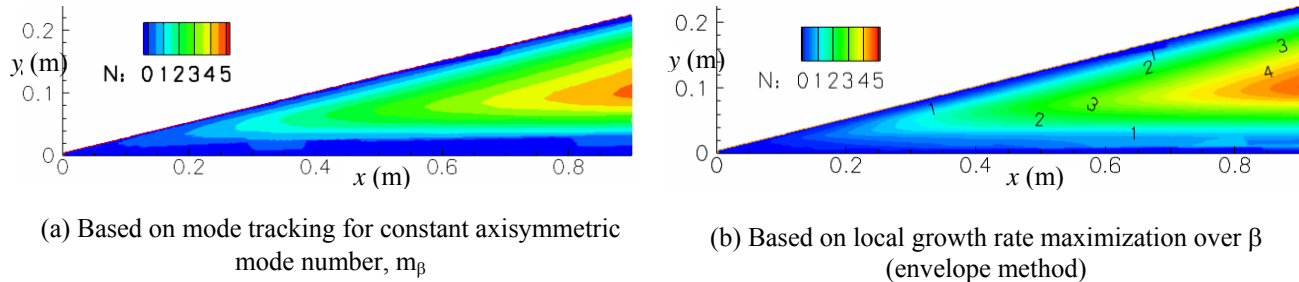 0.2
y (m)
0.1
0
N: 0 1 2 3 4 5
0 0.2 0.4 0.6 0.8
x (m)
(a) Based on mode tracking for constant axisymmetric
mode number, mβ
0.2
y (m)
0.1
0
N: 0 1 2 3 4 5
1 2 3 4
1 2 3
1
0 0.2 0.4 0.6 0.8
x (m)
(b) Based on local growth rate maximization over β
(envelope method)